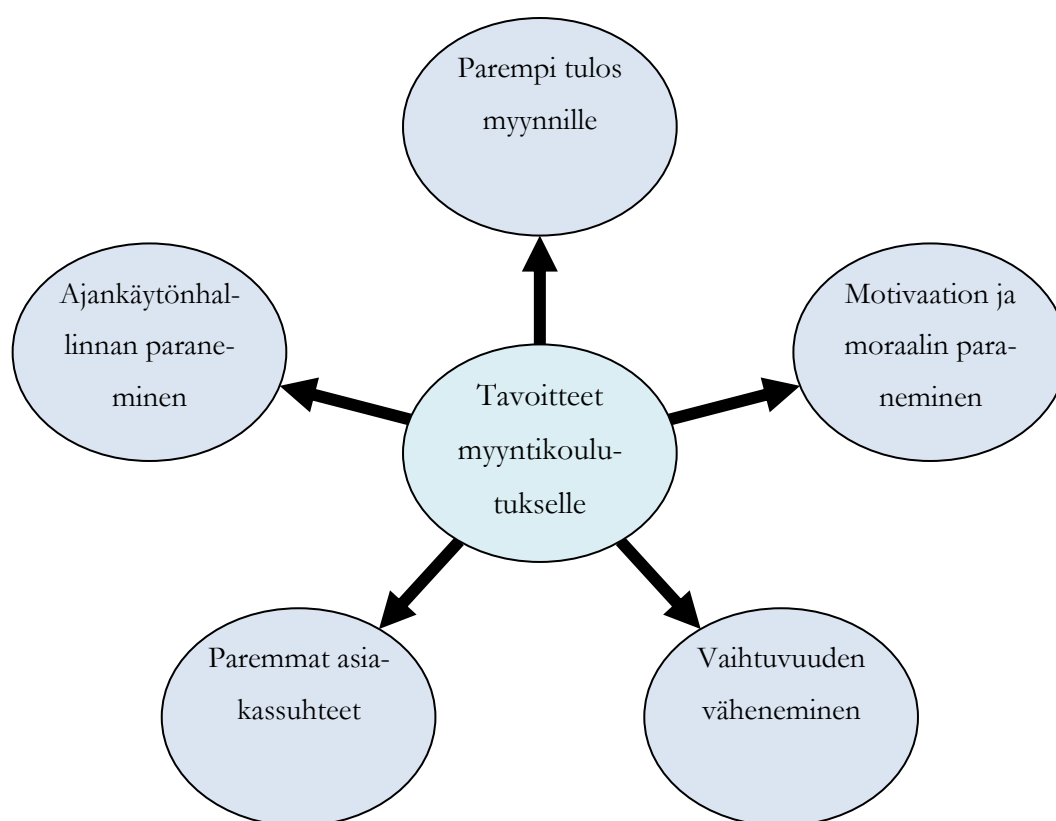 Parempi tulos
myynnille
Ajankäytönhal-
linnan parane-
minen
Motivaation ja
moraalin para-
neminen
Tavoitteet
myyntikoulu-
tukselle
Paremmat asia-
kassuhteet
Vaihtuvuuden
väheneminen